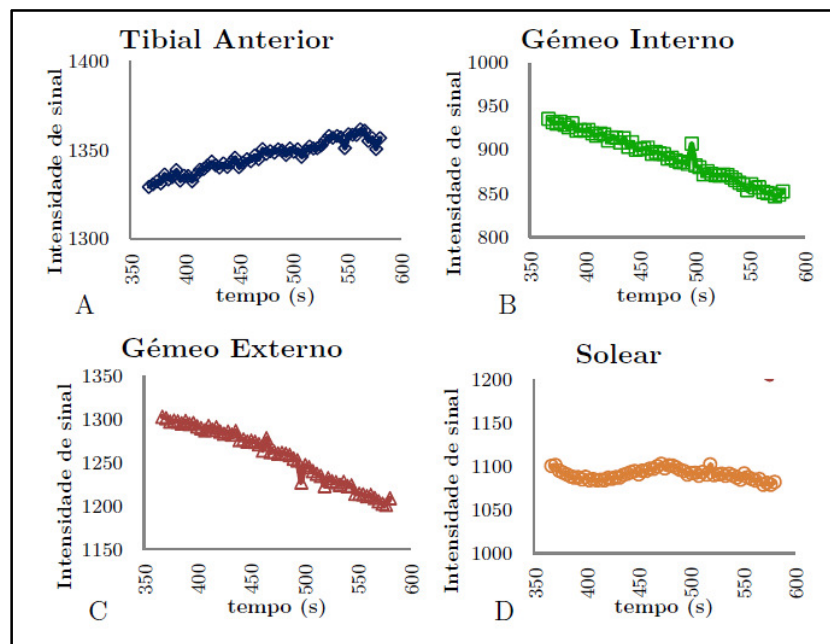 Tibial Anterior
Intensidade de sinal
1400
1350
1300
350
400
450
500
550
600
tempo (s)
A
Gémeo Interno
Intensidade de sinal
1000
950
900
850
800
350
400
450
500
550
600
tempo (s)
B
Gémeo Externo
Intensidade de sinal
1350
1300
1250
1200
1150
350
400
450
500
550
600
tempo (s)
C
Solear
Intensidade de sinal
1200
1150
1100
1050
1000
350
400
450
500
550
600
tempo (s)
D